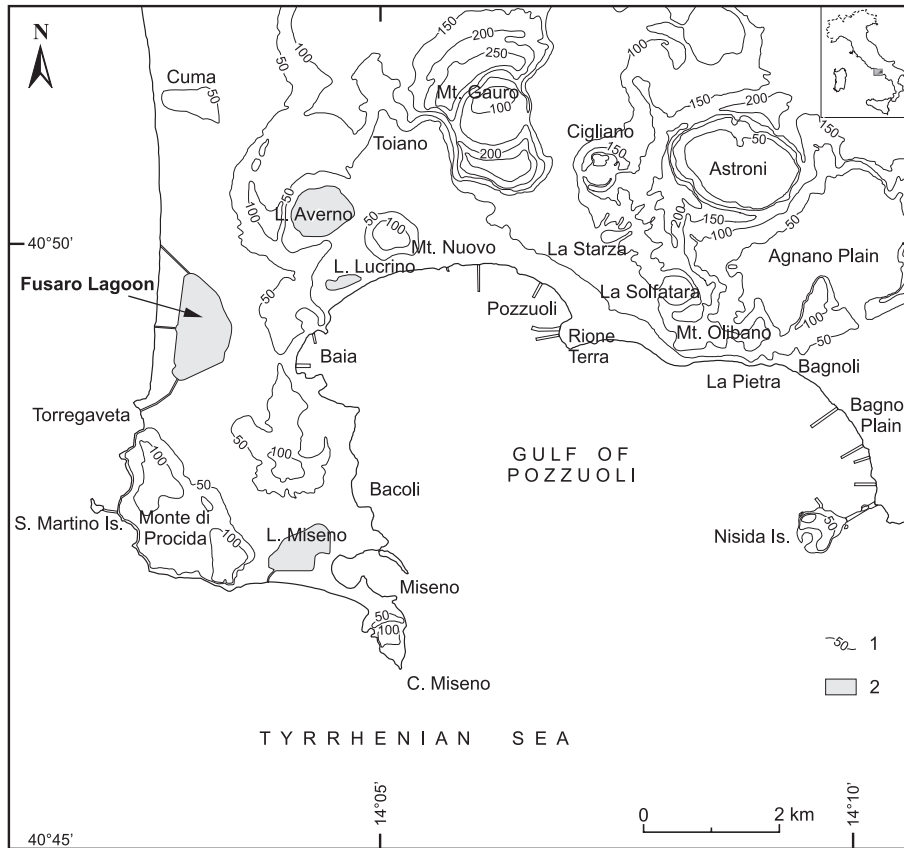 N
Cuma
50
50
100
150
200
250
Mt. Gauro
100
200
Toiano
100
50
150
200
150
Cigliano
150
Astroni
50
L. Averno
50
100
50
100
Mt. Nuovo
200
150
100
50
La Starza
Agnano Plain
40°50'
L. Lucrino
Fusaro Lagoon
50
La Solfatara
Pozzuoli
Mt. Olibano
100
50
Rione
Terra
Baia
La Pietra
Bagnoli
Bagno
Plain
Torregaveta
50
100
100
50
GULF OF
POZZUOLI
Bacoli
S. Martino Is.
Monte di
Procida
100
L. Miseno
Nisida Is.
50
Miseno
50
100
C. Miseno
50 1
2
TYRRHENIAN SEA
14°05'
14°10'
0 2 km
40°45'